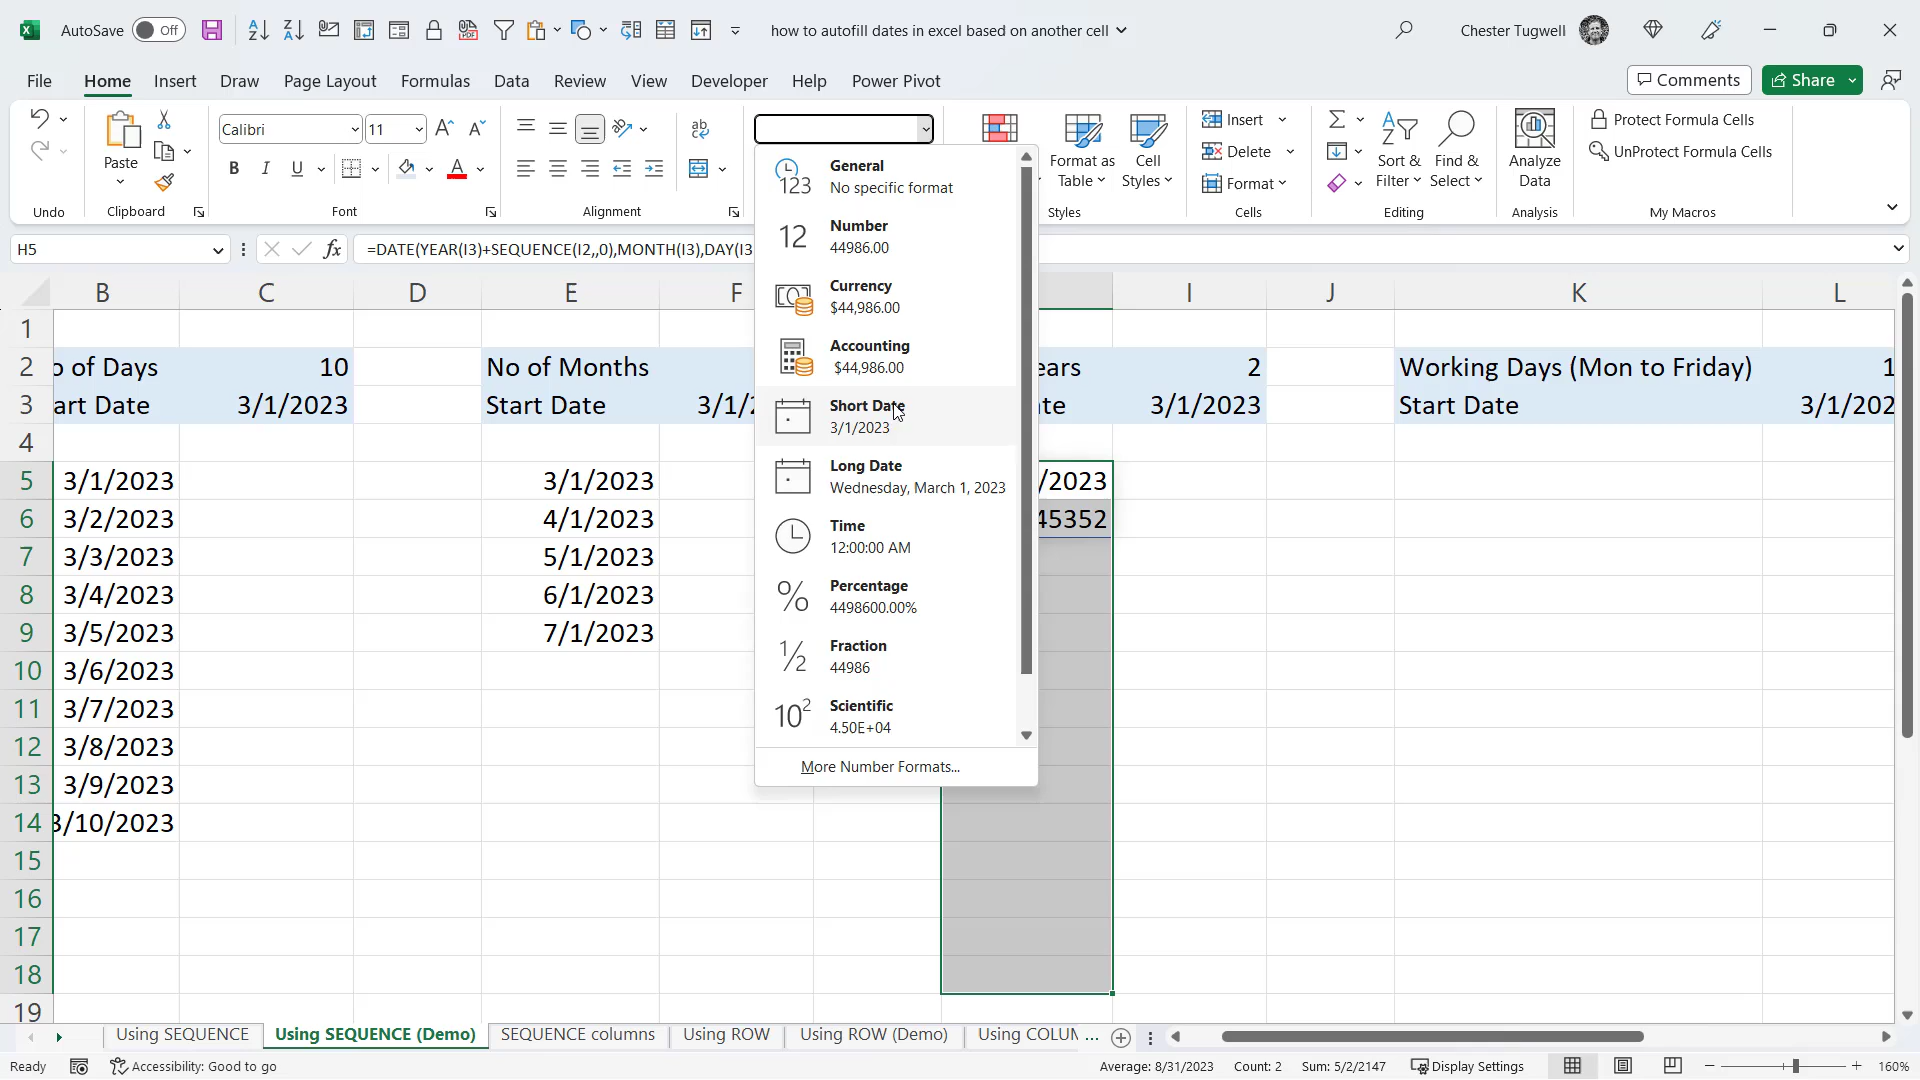 AutoSave Off
how to autofill dates in excel based on another cell
Chester Tugwell
File Home Insert Draw Page Layout Formulas Data Review View Developer Help Power Pivot
Comments Share
Paste
Calibri 11
B I U
Format as Table
Cell Styles
Insert
Delete
Format
Sort & Filter
Find & Select
Analyze Data
Protect Formula Cells
UnProtect Formula Cells
Undo Clipboard Font Alignment Styles Cells Editing Analysis My Macros
H5 fx =DATE(YEAR(I3)+SEQUENCE(I2,,0),MONTH(I3),DAY(I3
General
No specific format
Number
44986.00
Currency
$44,986.00
Accounting
$44,986.00
Short Date
3/1/2023
Long Date
Wednesday, March 1, 2023
Time
12:00:00 AM
Percentage
4498600.00%
Fraction
44986
Scientific
4.50E+04
More Number Formats...
B C D E F I J K L
1
2 o of Days 10 No of Months ears 2 Working Days (Mon to Friday) 1
3 art Date 3/1/2023 Start Date 3/1/2 te 3/1/2023 Start Date 3/1/202
4
5 3/1/2023 3/1/2023 /2023
6 3/2/2023 4/1/2023 45352
7 3/3/2023 5/1/2023
8 3/4/2023 6/1/2023
9 3/5/2023 7/1/2023
10 3/6/2023
11 3/7/2023
12 3/8/2023
13 3/9/2023
14 3/10/2023
15
16
17
18
19
Using SEQUENCE Using SEQUENCE (Demo) SEQUENCE columns Using ROW Using ROW (Demo) Using COLUM ...
Ready Accessibility: Good to go Average: 8/31/2023 Count: 2 Sum: 5/2/2147 Display Settings 160%